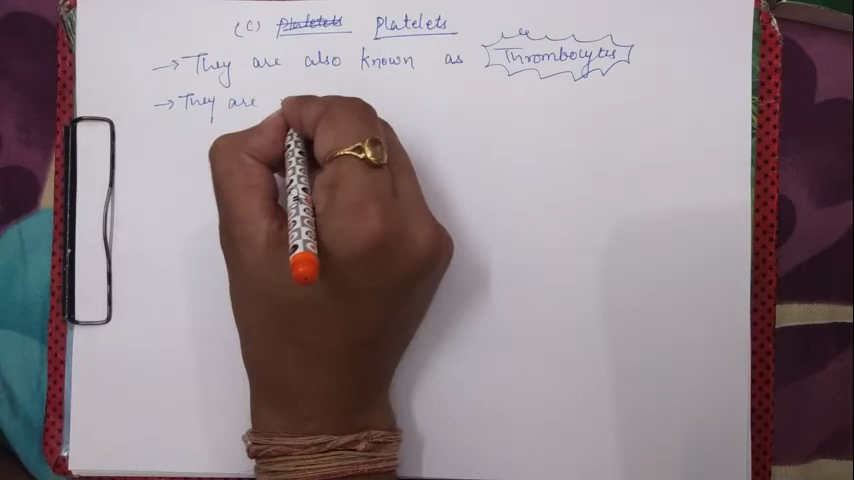 (C) Platelets Platelets
→ They are also known as Thrombocytes
→ They are